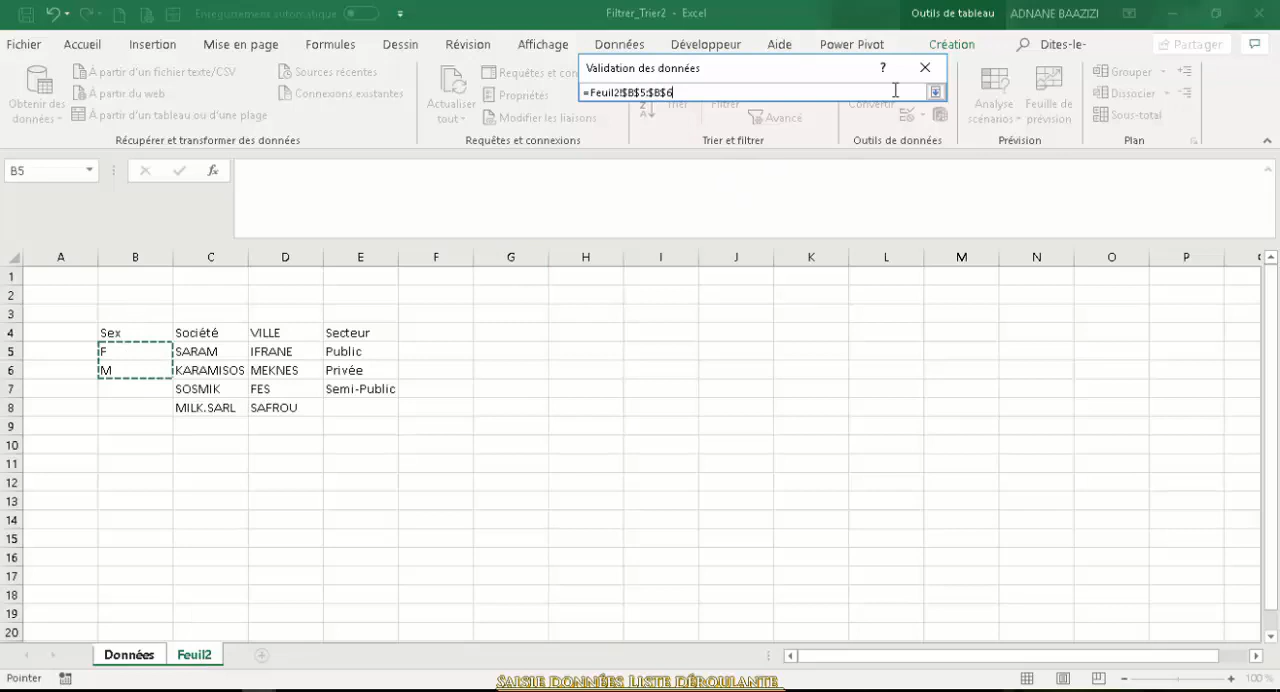 Enregistrement automatique
Filtrer_Trier2 - Excel
Outils de tableau
ADNANE BAAZIZI
Fichier Accueil Insertion Mise en page Formules Dessin Révision Affichage Données Développeur Aide Power Pivot Création Dites-le- Partager
Validation des données ?
=Feuil2!$B$5:$B$6
Obtenir des données
À partir d'un fichier texte/CSV
À partir du web
À partir d'un tableau ou d'une plage
Sources récentes
Connexions existantes
Récupérer et transformer des données
Actualiser tout
Requêtes et con
Propriétés
Modifier les liaisons
Requêtes et connexions
Trier
Filtrer
Avancé
Trier et filtrer
Convertir
Outils de données
Analyse scénarios
Feuille de prévision
Prévision
Grouper
Dissocier
Sous-total
Plan
B5
fx
A B C D E F G H I J K L M N O P
1
2
3
4 Sex Société VILLE Secteur
5 F SARAM IFRANE Public
6 M KARAMISOS MEKNES Privée
7 SOSMIK FES Semi-Public
8 MILK.SARL SAFROU
9
10
11
12
13
14
15
16
17
18
19
20
Données Feuil2
Pointer
100 %
Saisie données Liste déroulante